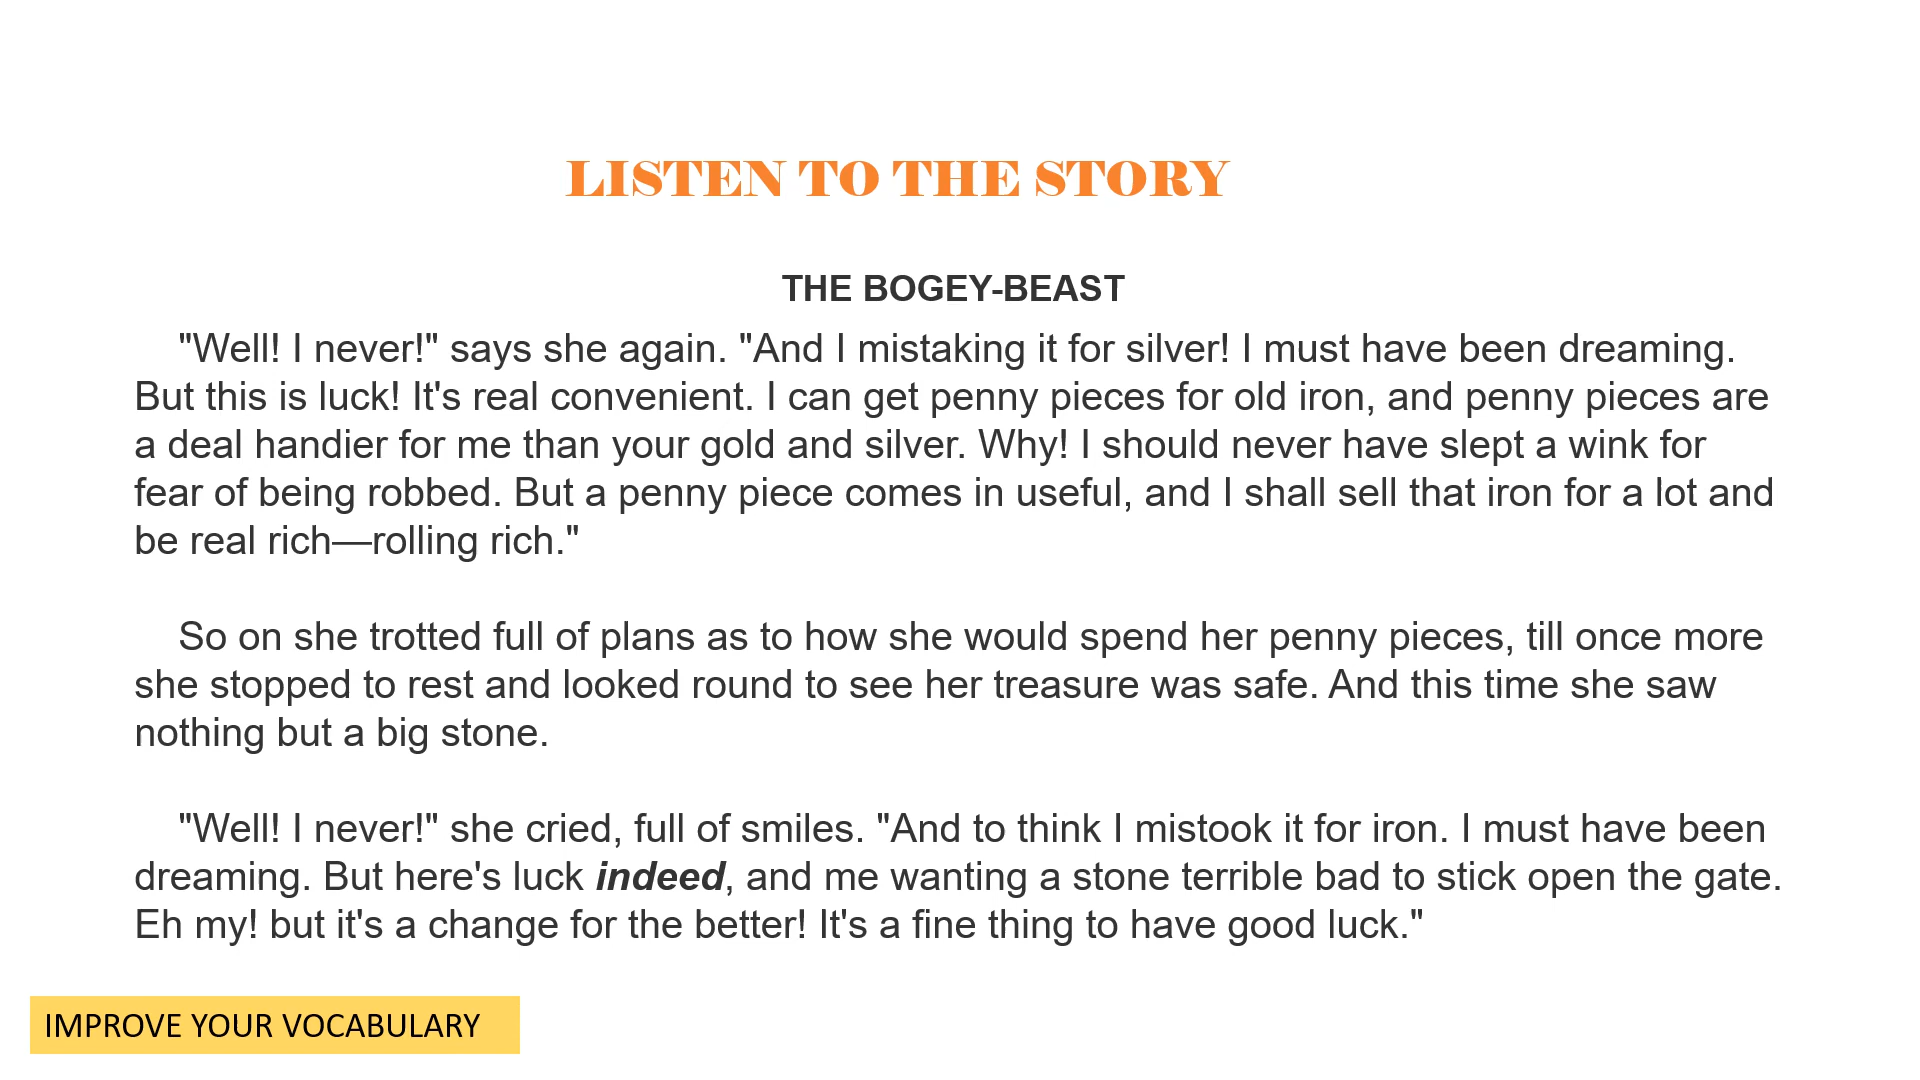 LISTEN TO THE STORY
THE BOGEY-BEAST
"Well! I never!" says she again. "And I mistaking it for silver! I must have been dreaming.
But this is luck! It's real convenient. I can get penny pieces for old iron, and penny pieces are
a deal handier for me than your gold and silver. Why! I should never have slept a wink for
fear of being robbed. But a penny piece comes in useful, and I shall sell that iron for a lot and
be real rich—rolling rich."
So on she trotted full of plans as to how she would spend her penny pieces, till once more
she stopped to rest and looked round to see her treasure was safe. And this time she saw
nothing but a big stone.
"Well! I never!" she cried, full of smiles. "And to think I mistook it for iron. I must have been
dreaming. But here's luck indeed, and me wanting a stone terrible bad to stick open the gate.
Eh my! but it's a change for the better! It's a fine thing to have good luck."
IMPROVE YOUR VOCABULARY